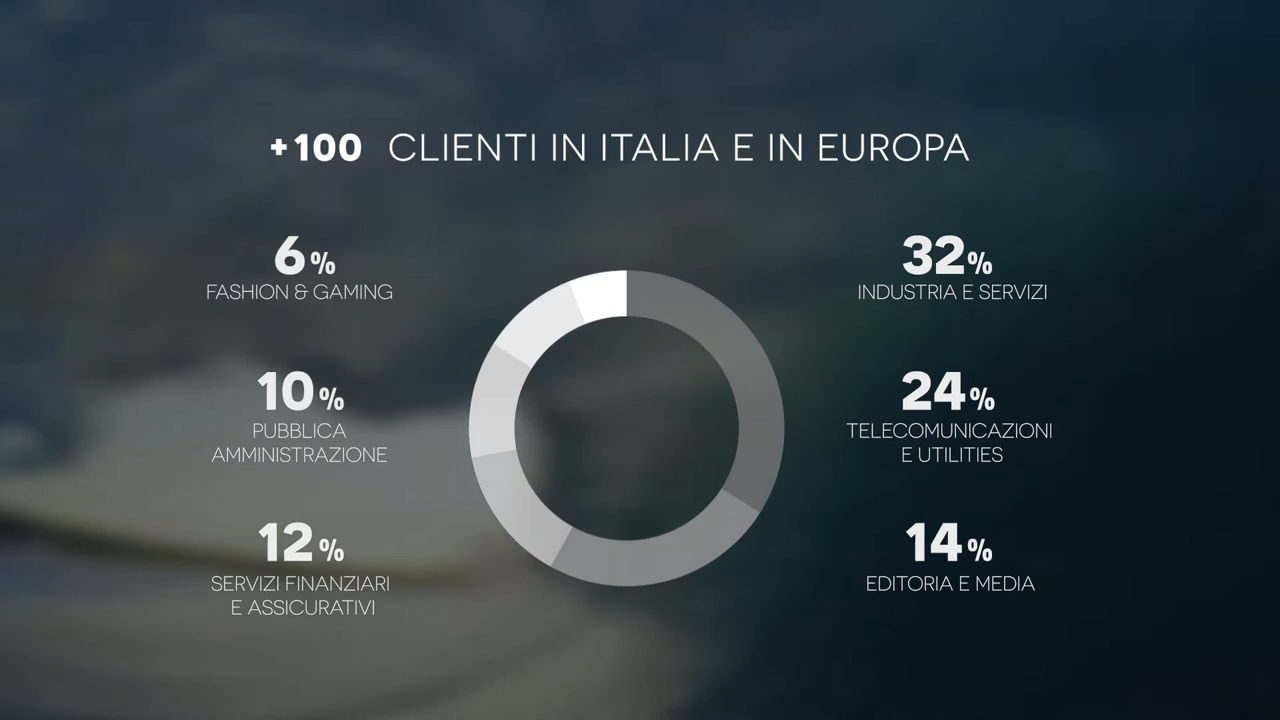 +100 CLIENTI IN ITALIA E IN EUROPA
6%
FASHION & GAMING
10%
PUBBLICA
AMMINISTRAZIONE
12%
SERVIZI FINANZIARI
E ASSICURATIVI
32%
INDUSTRIA E SERVIZI
24%
TELECOMUNICAZIONI
E UTILITIES
14%
EDITORIA E MEDIA